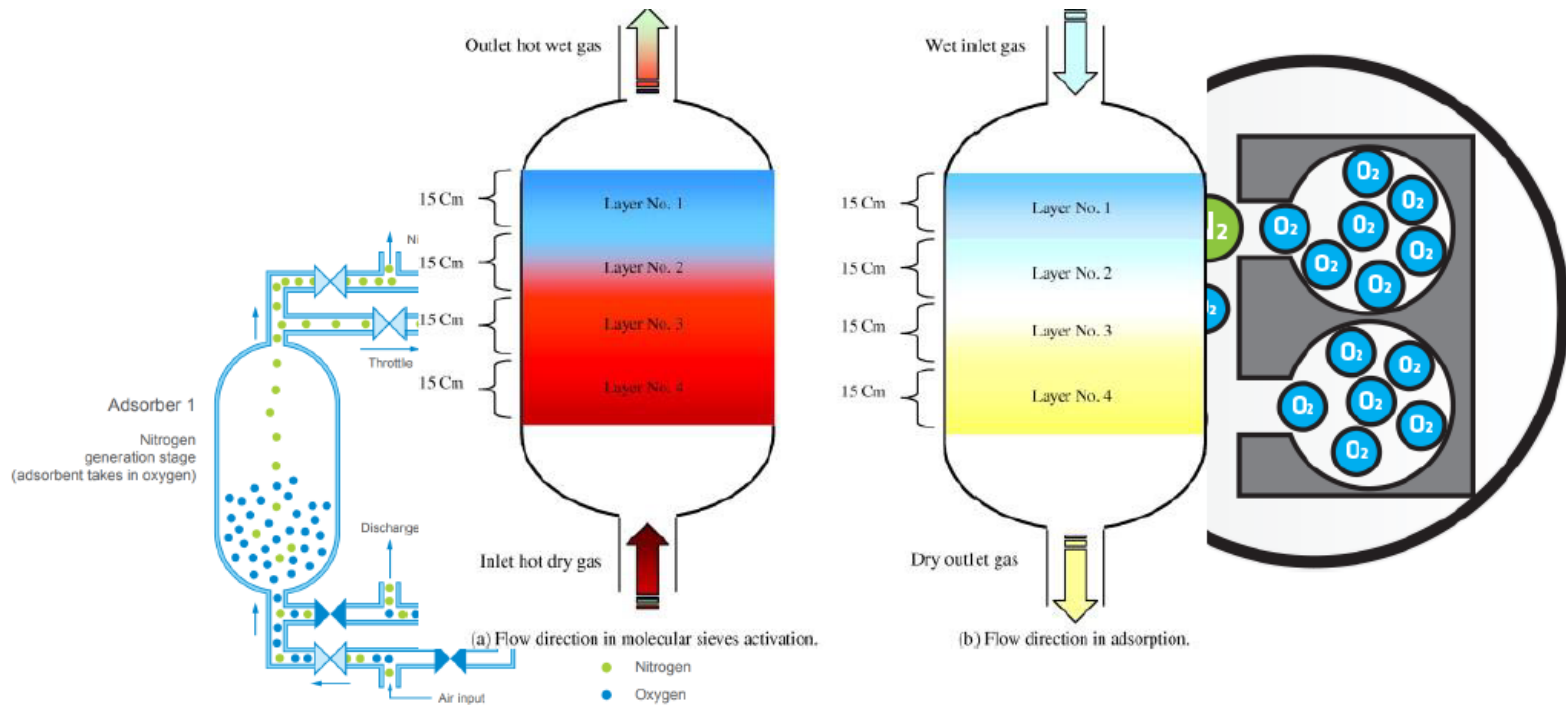 Outlet hot wet gas
15 Cm
Layer No. 1
15 Cm
Layer No. 2
15 Cm
Layer No. 3
15 Cm
Layer No. 4
Inlet hot dry gas
(a) Flow direction in molecular sieves activation.
Wet inlet gas
15 Cm
Layer No. 1
15 Cm
Layer No. 2
15 Cm
Layer No. 3
15 Cm
Layer No. 4
Dry outlet gas
(b) Flow direction in adsorption.
Ni
Throttle
Adsorber 1
Nitrogen
generation stage
(adsorbent takes in oxygen)
Discharge
Air input
Nitrogen
Oxygen
O₂
O₂
O₂
O₂
O₂
O₂
O₂
O₂
O₂
O₂
O₂
O₂
O₂
O₂